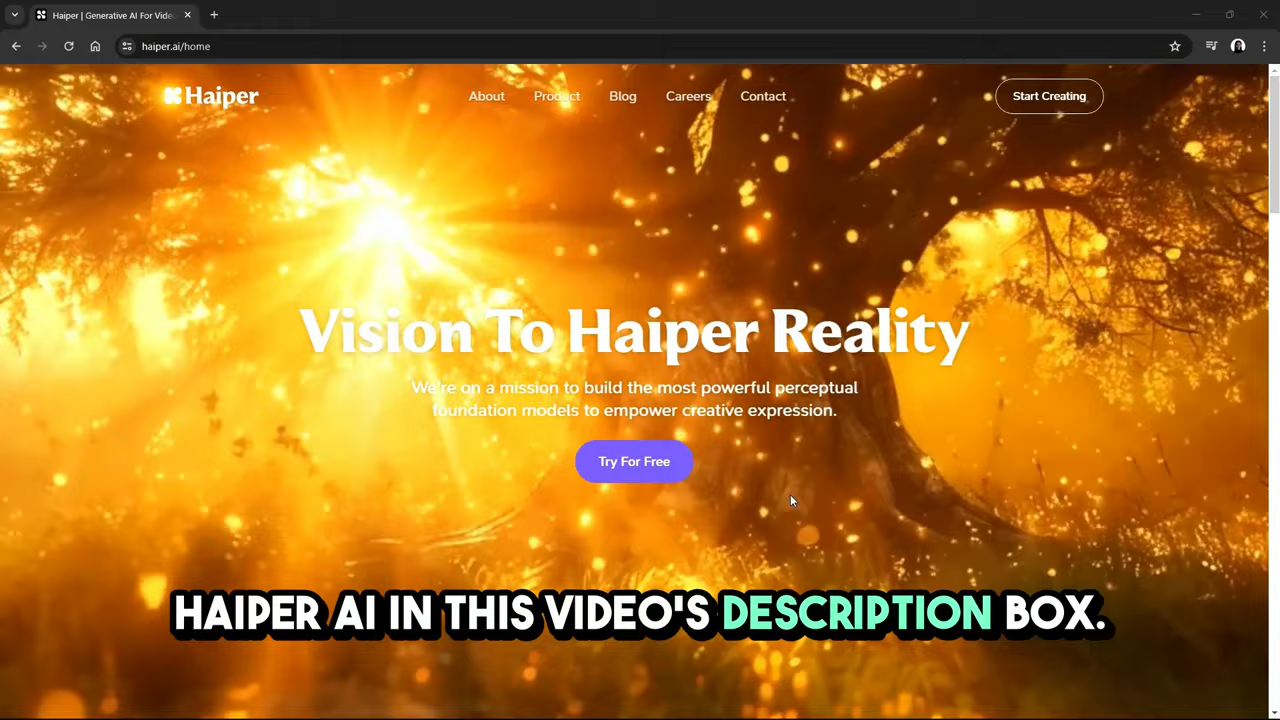 Haiper | Generative AI For Vide
haiper.ai/home
Haiper
About
Product
Blog
Careers
Contact
Start Creating
Vision To Haiper Reality
We're on a mission to build the most powerful perceptual
foundation models to empower creative expression.
Try For Free
HAIPER AI IN THIS VIDEO'S DESCRIPTION BOX.